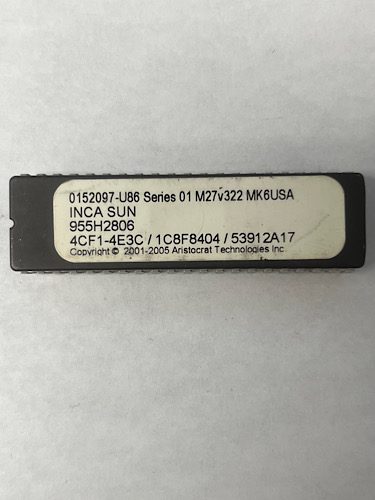 0152097-U86 Series 01 M27v322 MK6USA
INCA SUN
955H2806
4CF1-4E3C / 1C8F8404 / 53912A17
Copyright © 2001-2005 Aristocrat Technologies Inc